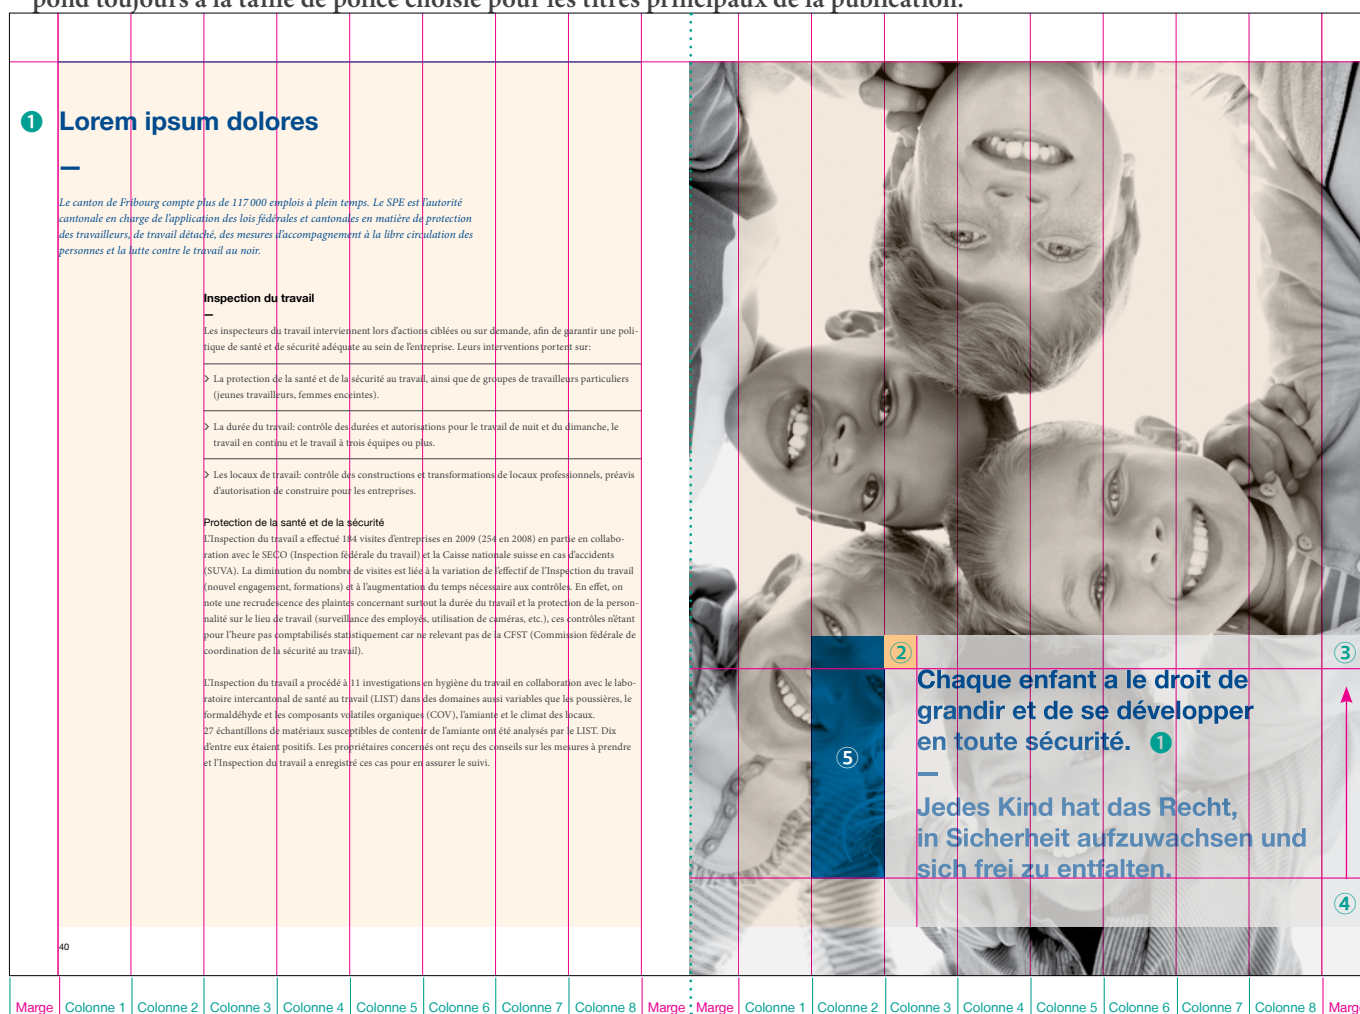 pond toujours à la taille de police choisie pour les titres principaux de la publication.
1 Lorem ipsum dolores
—
Le canton de Fribourg compte plus de 117 000 emplois à plein temps. Le SPE est l'autorité
cantonale en charge de l'application des lois fédérales et cantonales en matière de protection
des travailleurs, de travail détaché, des mesures d'accompagnement à la libre circulation des
personnes et la lutte contre le travail au noir.
Inspection du travail
—
Les inspecteurs du travail interviennent lors d'actions ciblées ou sur demande, afin de garantir une poli-
tique de santé et de sécurité adéquate au sein de l'entreprise. Leurs interventions portent sur:
> La protection de la santé et de la sécurité au travail, ainsi que de groupes de travailleurs particuliers
(jeunes travailleurs, femmes enceintes).
> La durée du travail: contrôle des durées et autorisations pour le travail de nuit et du dimanche, le
travail en continu et le travail à trois équipes ou plus.
> Les locaux de travail: contrôle des constructions et transformations de locaux professionnels, préavis
d'autorisation de construire pour les entreprises.
Protection de la santé et de la sécurité
L'Inspection du travail a effectué 184 visites d'entreprises en 2009 (254 en 2008) en partie en collabo-
ration avec le SECO (Inspection fédérale du travail) et la Caisse nationale suisse en cas d'accidents
(SUVA). La diminution du nombre de visites est liée à la variation de l'effectif de l'Inspection du travail
(nouvel engagement, formations) et à l'augmentation du temps nécessaire aux contrôles. En effet, on
note une recrudescence des plaintes concernant surtout la durée du travail et la protection de la person-
nalité sur le lieu de travail (surveillance des employés, utilisation de caméras, etc.), ces contrôles n'étant
pour l'heure pas comptabilisés statistiquement car ne relevant pas de la CFST (Commission fédérale de
coordination de la sécurité au travail).
L'Inspection du travail a procédé à 11 investigations en hygiène du travail en collaboration avec le labo-
ratoire intercantonal de santé au travail (LIST) dans des domaines aussi variables que les poussières, le
formaldéhyde et les composants volatiles organiques (COV), l'amiante et le climat des locaux.
27 échantillons de matériaux susceptibles de contenir de l'amiante ont été analysés par le LIST. Dix
d'entre eux étaient positifs. Les propriétaires concernés ont reçu des conseils sur les mesures à prendre
et l'Inspection du travail a enregistré ces cas pour en assurer le suivi.
40
2
3
Chaque enfant a le droit de
grandir et de se développer
en toute sécurité. 1
5
—
Jedes Kind hat das Recht,
in Sicherheit aufzuwachsen und
sich frei zu entfalten.
4
Marge Colonne 1 Colonne 2 Colonne 3 Colonne 4 Colonne 5 Colonne 6 Colonne 7 Colonne 8 Marge Marge Colonne 1 Colonne 2 Colonne 3 Colonne 4 Colonne 5 Colonne 6 Colonne 7 Colonne 8 Marge